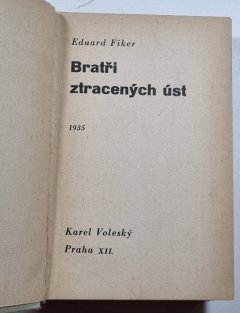 Eduard Fiker
Bratři
ztracených úst
1935
Karel Voleský
Praha XII.